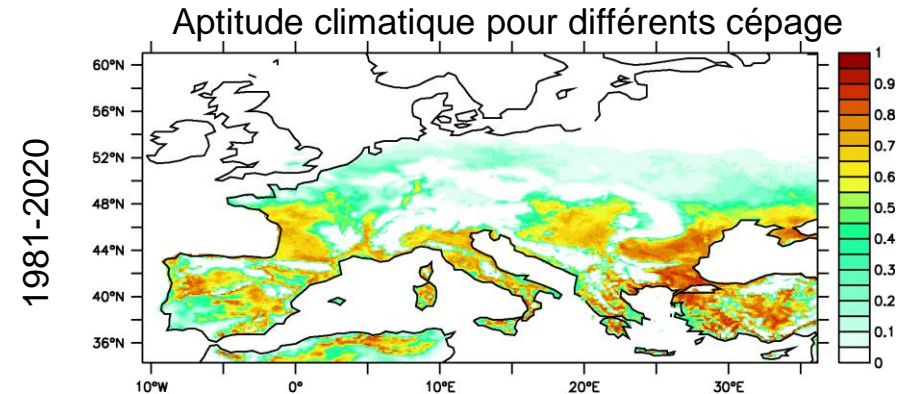 Aptitude climatique pour différents cépage
1981-2020
60°N
56°N
52°N
48°N
44°N
40°N
36°N
10°W 0° 10°E 20°E 30°E
1
0.9
0.8
0.7
0.6
0.5
0.4
0.3
0.2
0.1
0